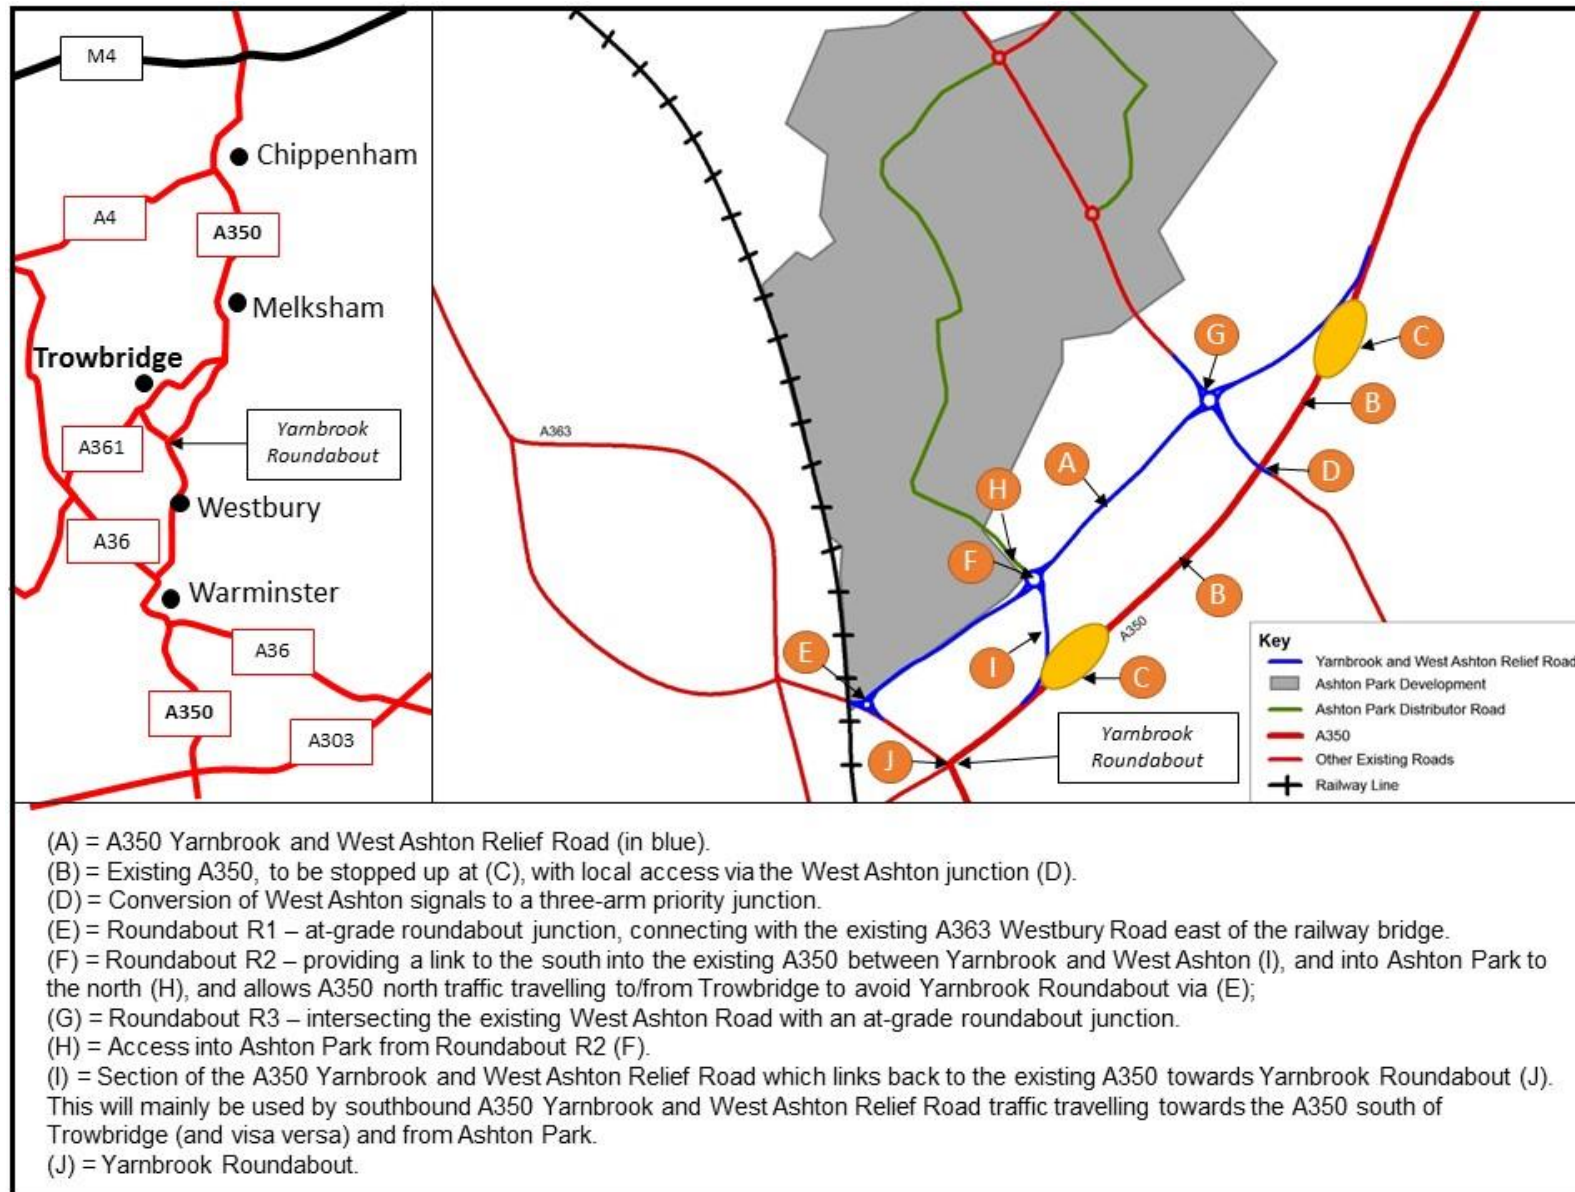 M4
Chippenham
A4
A350
Melksham
Trowbridge
A361
Yarnbrook
Roundabout
Westbury
A36
Warminster
A36
A350
A303
A363
G
C
B
A
D
H
F
B
E
I
C
A350
J
Yarnbrook
Roundabout
Key
Yarnbrook and West Ashton Relief Road
Ashton Park Development
Ashton Park Distributor Road
A350
Other Existing Roads
Railway Line
(A) = A350 Yarnbrook and West Ashton Relief Road (in blue).
(B) = Existing A350, to be stopped up at (C), with local access via the West Ashton junction (D).
(D) = Conversion of West Ashton signals to a three-arm priority junction.
(E) = Roundabout R1 – at-grade roundabout junction, connecting with the existing A363 Westbury Road east of the railway bridge.
(F) = Roundabout R2 – providing a link to the south into the existing A350 between Yarnbrook and West Ashton (I), and into Ashton Park to
the north (H), and allows A350 north traffic travelling to/from Trowbridge to avoid Yarnbrook Roundabout via (E);
(G) = Roundabout R3 – intersecting the existing West Ashton Road with an at-grade roundabout junction.
(H) = Access into Ashton Park from Roundabout R2 (F).
(I) = Section of the A350 Yarnbrook and West Ashton Relief Road which links back to the existing A350 towards Yarnbrook Roundabout (J).
This will mainly be used by southbound A350 Yarnbrook and West Ashton Relief Road traffic travelling towards the A350 south of
Trowbridge (and visa versa) and from Ashton Park.
(J) = Yarnbrook Roundabout.